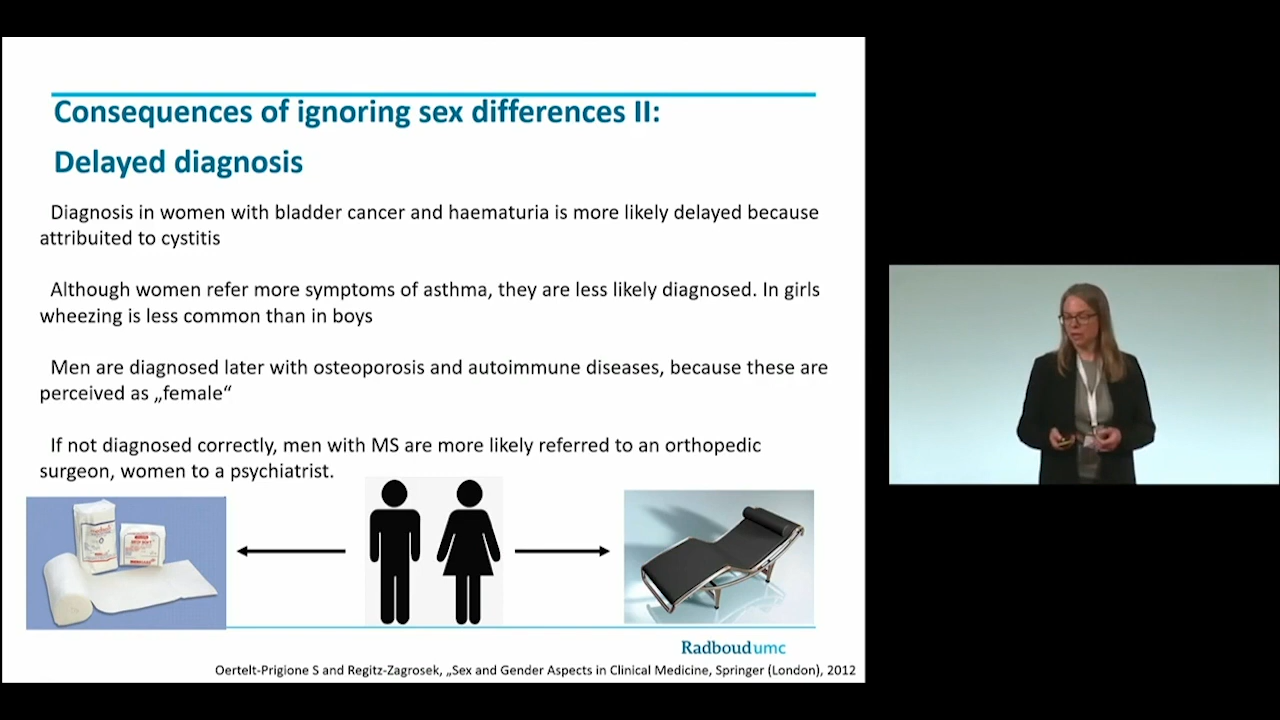 Consequences of ignoring sex differences II:
Delayed diagnosis
Diagnosis in women with bladder cancer and haematuria is more likely delayed because
attribuited to cystitis
Although women refer more symptoms of asthma, they are less likely diagnosed. In girls
wheezing is less common than in boys
Men are diagnosed later with osteoporosis and autoimmune diseases, because these are
perceived as „female“
If not diagnosed correctly, men with MS are more likely referred to an orthopedic
surgeon, women to a psychiatrist.
Radboudumc
Oertelt-Prigione S and Regitz-Zagrosek, „Sex and Gender Aspects in Clinical Medicine, Springer (London), 2012